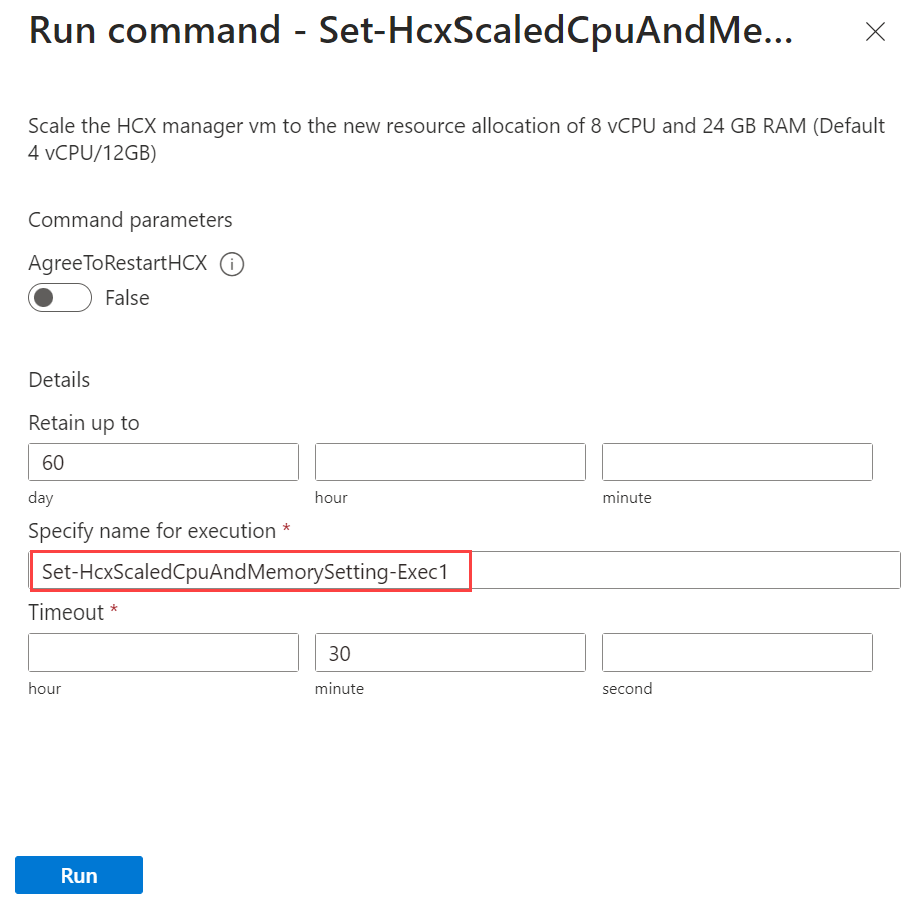 Run command - Set-HcxScaledCpuAndMe...
Scale the HCX manager vm to the new resource allocation of 8 vCPU and 24 GB RAM (Default
4 vCPU/12GB)
Command parameters
AgreeToRestartHCX
False
Details
Retain up to
60
day hour minute
Specify name for execution *
Set-HcxScaledCpuAndMemorySetting-Exec1
Timeout *
30
hour minute second
Run